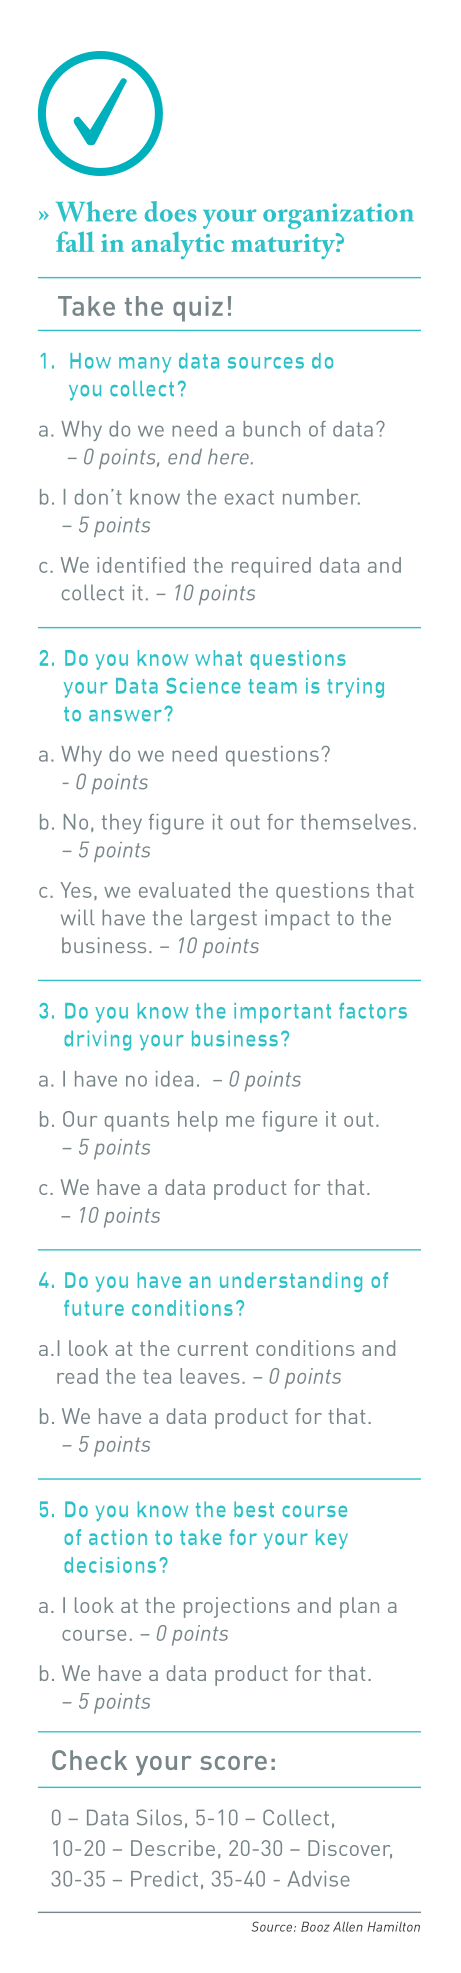 » Where does your organization
fall in analytic maturity?
Take the quiz!
1. How many data sources do
you collect?
a. Why do we need a bunch of data?
– 0 points, end here.
b. I don't know the exact number.
– 5 points
c. We identified the required data and
collect it. – 10 points
2. Do you know what questions
your Data Science team is trying
to answer?
a. Why do we need questions?
- 0 points
b. No, they figure it out for themselves.
– 5 points
c. Yes, we evaluated the questions that
will have the largest impact to the
business. – 10 points
3. Do you know the important factors
driving your business?
a. I have no idea. – 0 points
b. Our quants help me figure it out.
– 5 points
c. We have a data product for that.
– 10 points
4. Do you have an understanding of
future conditions?
a.I look at the current conditions and
read the tea leaves. – 0 points
b. We have a data product for that.
– 5 points
5. Do you know the best course
of action to take for your key
decisions?
a. I look at the projections and plan a
course. – 0 points
b. We have a data product for that.
– 5 points
Check your score:
0 – Data Silos, 5-10 – Collect,
10-20 – Describe, 20-30 – Discover,
30-35 – Predict, 35-40 - Advise
Source: Booz Allen Hamilton